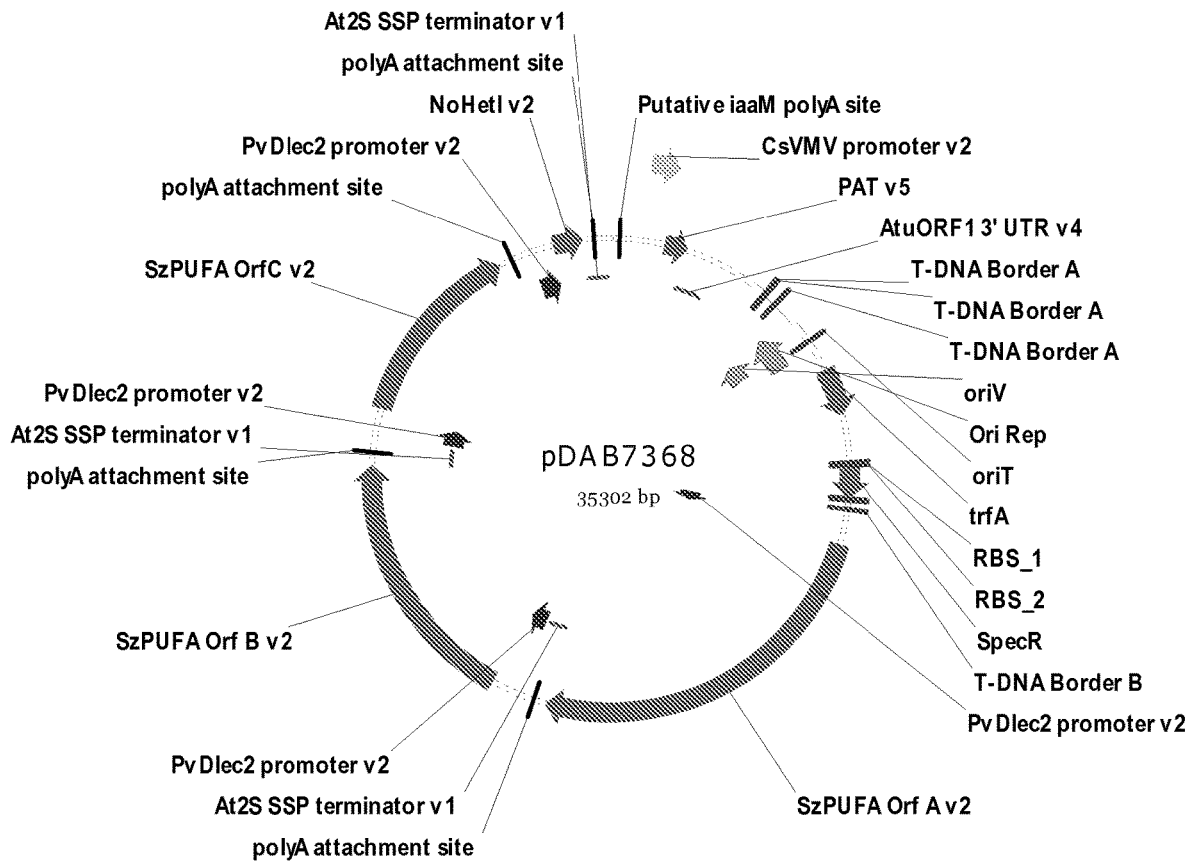 At2S SSP terminator v1
polyA attachment site
NoHetI v2
PvDlec2 promoter v2
polyA attachment site
SzPUFA OrfC v2
PvDlec2 promoter v2
At2S SSP terminator v1
polyA attachment site
SzPUFA Orf B v2
PvDlec2 promoter v2
At2S SSP terminator v1
polyA attachment site
Putative iaaM polyA site
CsVMV promoter v2
PAT v5
AtuORF1 3' UTR v4
T-DNA Border A
T-DNA Border A
T-DNA Border A
oriV
Ori Rep
oriT
trfA
RBS_1
RBS_2
SpecR
T-DNA Border B
PvDlec2 promoter v2
SzPUFA Orf A v2
pDAB7368
35302 bp